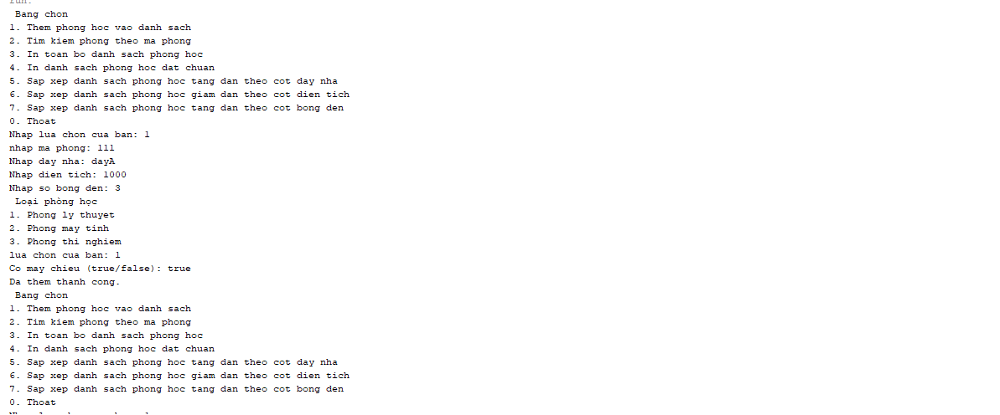 run:
Bang chon
1. Them phong hoc vao danh sach
2. Tim kiem phong theo ma phong
3. In toan bo danh sach phong hoc
4. In danh sach phong hoc dat chuan
5. Sap xep danh sach phong hoc tang dan theo cot day nha
6. Sap xep danh sach phong hoc giam dan theo cot dien tich
7. Sap xep danh sach phong hoc tang dan theo cot bong den
0. Thoat
Nhap lua chon cua ban: 1
nhap ma phong: 111
Nhap day nha: dayA
Nhap dien tich: 1000
Nhap so bong den: 3
Loại phòng học
1. Phong ly thuyet
2. Phong may tinh
3. Phong thi nghiem
lua chon cua ban: 1
Co may chieu (true/false): true
Da them thanh cong.
Bang chon
1. Them phong hoc vao danh sach
2. Tim kiem phong theo ma phong
3. In toan bo danh sach phong hoc
4. In danh sach phong hoc dat chuan
5. Sap xep danh sach phong hoc tang dan theo cot day nha
6. Sap xep danh sach phong hoc giam dan theo cot dien tich
7. Sap xep danh sach phong hoc tang dan theo cot bong den
0. Thoat